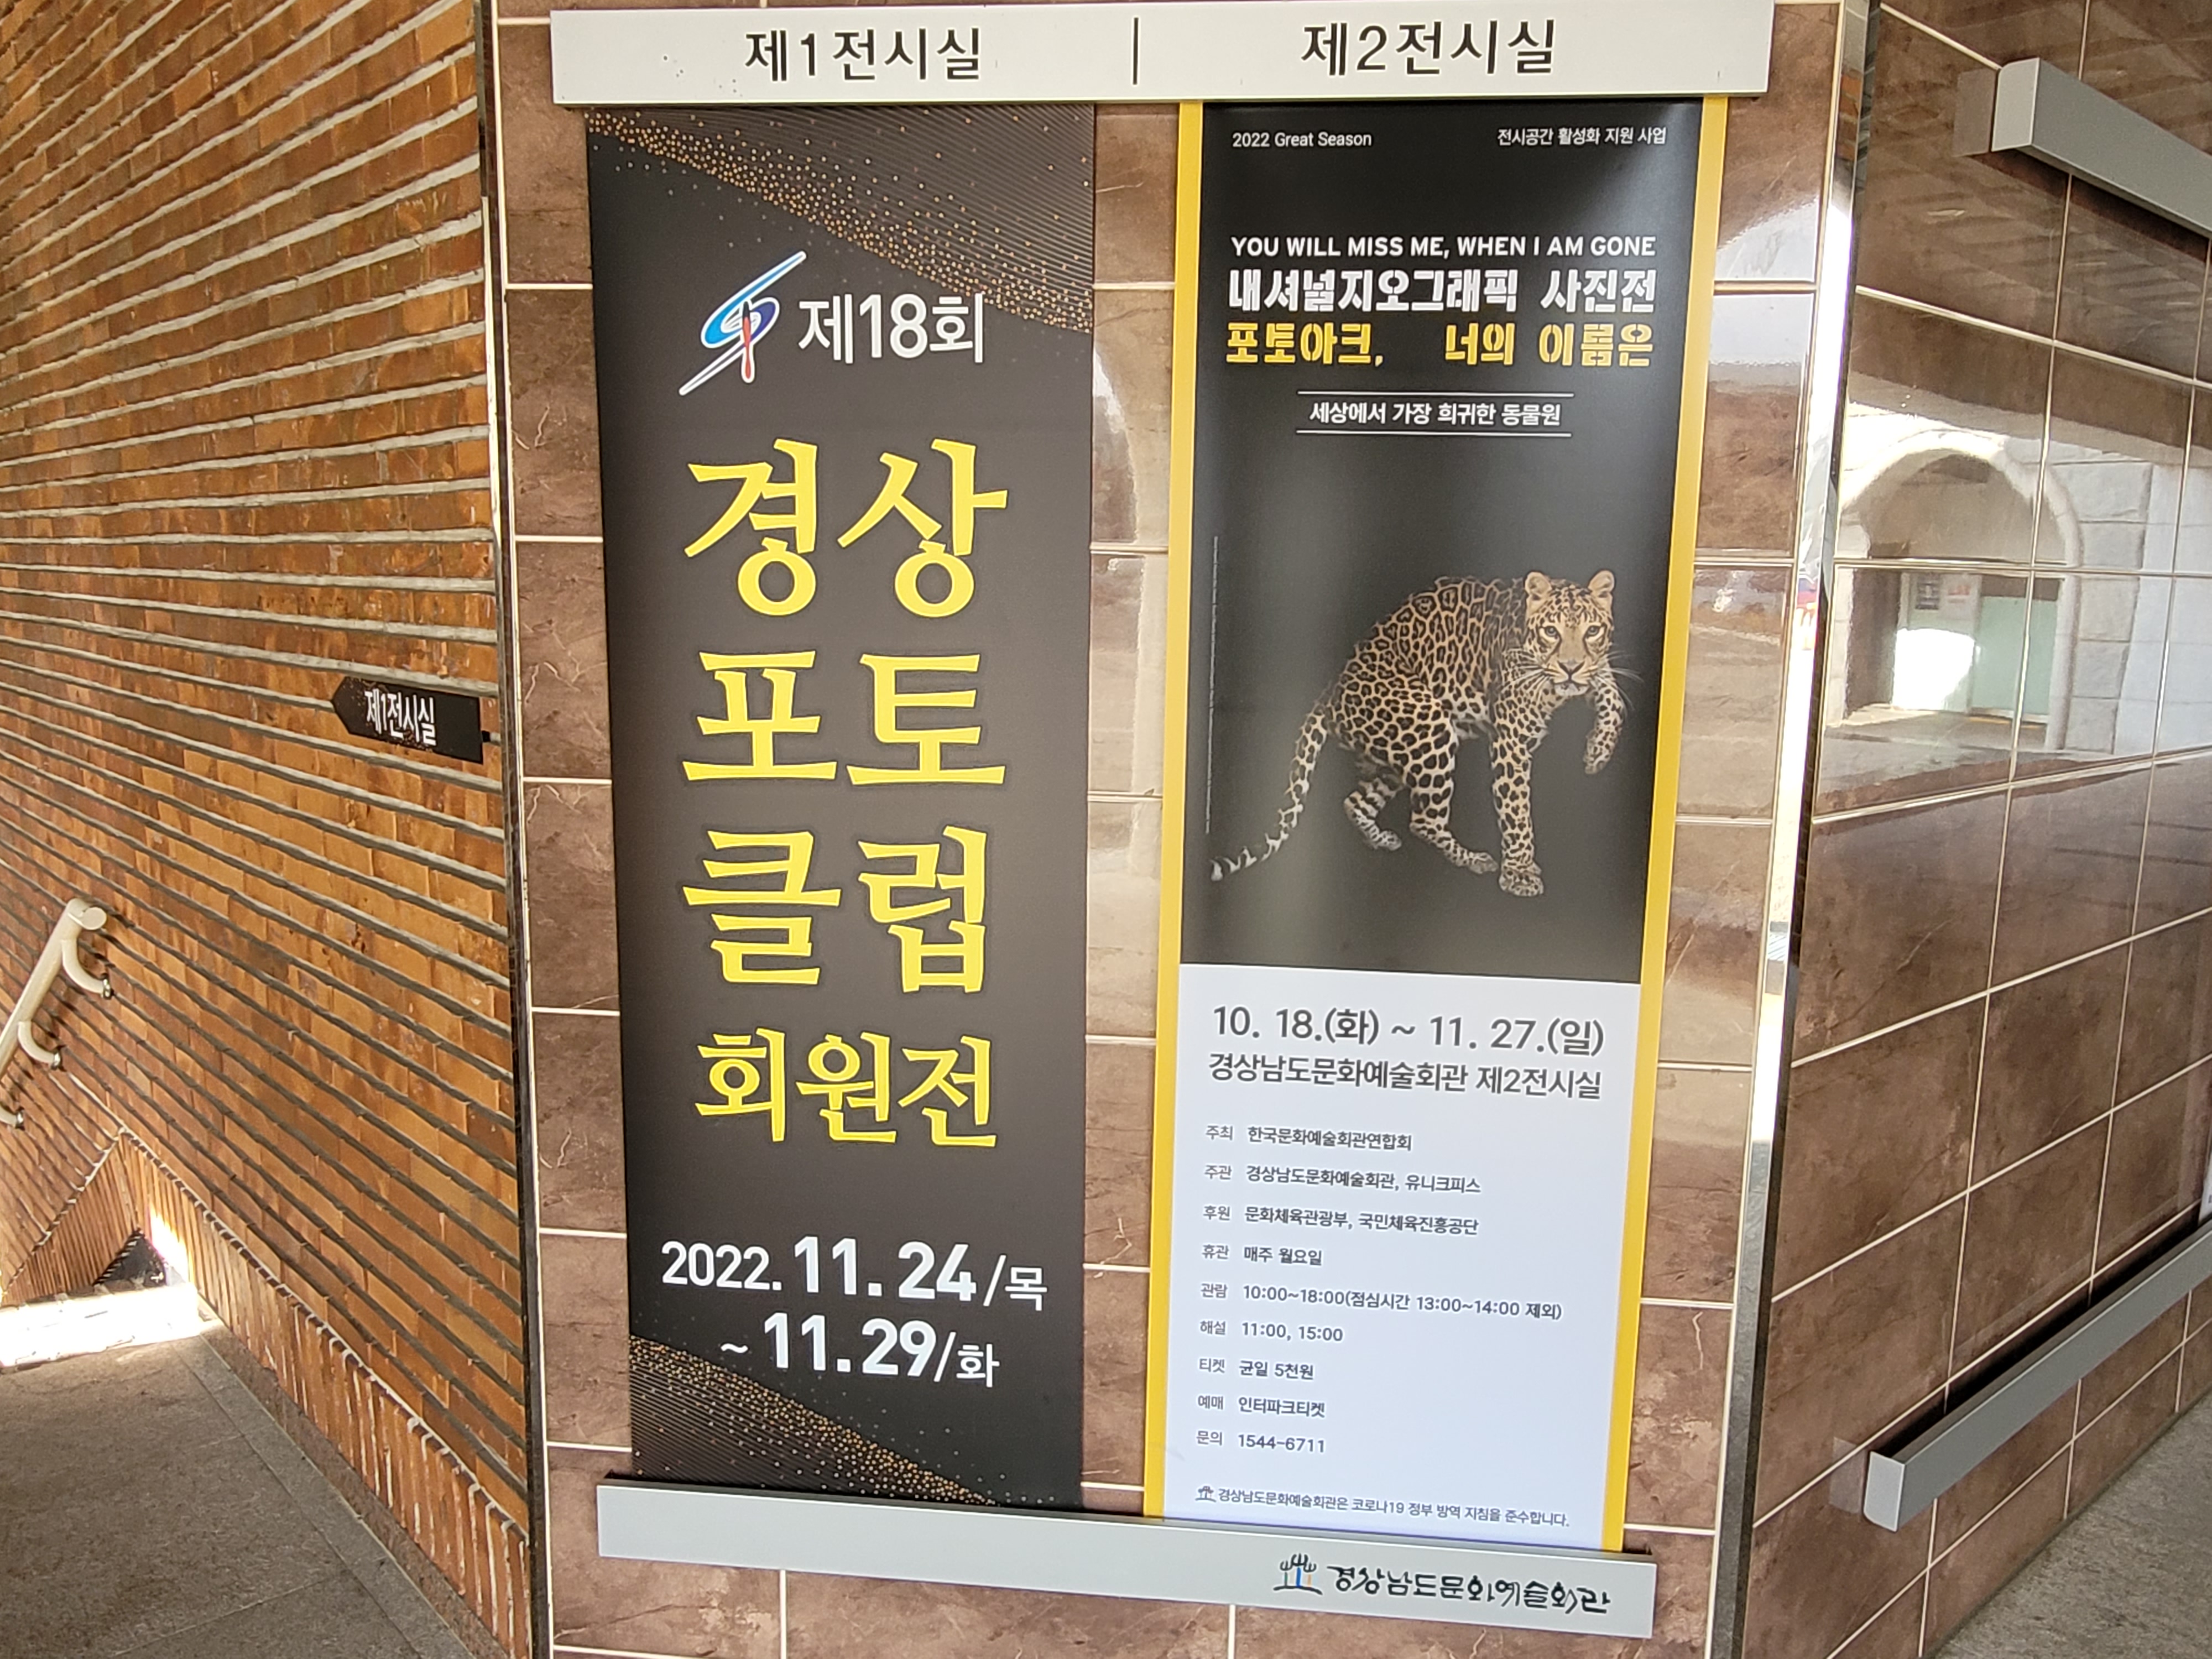 제1전시실 | 제2전시실
제18회
경상
포토
클럽
회원전
2022. 11. 24/목
~ 11. 29/화
2022 Great Season 전시공간 활성화 지원 사업
YOU WILL MISS ME, WHEN I AM GONE
내셔널지오그래픽 사진전
포토아크, 너의 이름은
세상에서 가장 희귀한 동물원
10. 18.(화) ~ 11. 27.(일)
경상남도문화예술회관 제2전시실
주최 한국문화예술회관연합회
주관 경상남도문화예술회관, 유니크피스
후원 문화체육관광부, 국민체육진흥공단
휴관 매주 월요일
관람 10:00~18:00(점심시간 13:00~14:00 제외)
해설 11:00, 15:00
티켓 균일 5천원
예매 인터파크티켓
문의 1544-6711
경상남도문화예술회관은 코로나19 정부 방역 지침을 준수합니다.
경상남도문화예술회관
제1전시실